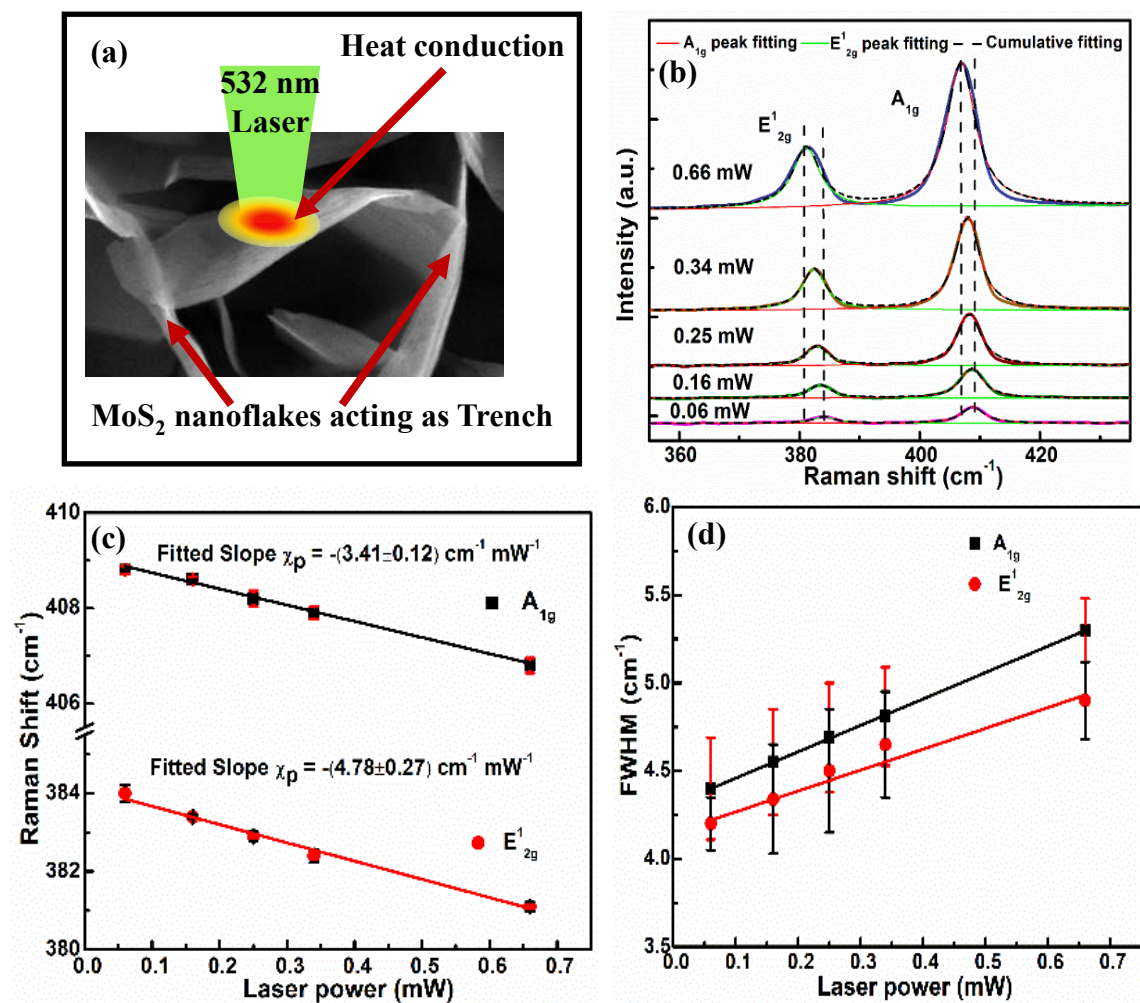 (a)
Heat conduction
532 nm
Laser
MoS₂ nanoflakes acting as Trench
(b)
A₁g peak fitting
E¹₂g peak fitting
Cumulative fitting
A₁g
E¹₂g
0.66 mW
0.34 mW
0.25 mW
0.16 mW
0.06 mW
Intensity (a.u.)
360 380 400 420
Raman shift (cm⁻¹)
(c)
Fitted Slope χₚ = -(3.41±0.12) cm⁻¹ mW⁻¹
A₁g
Fitted Slope χₚ = -(4.78±0.27) cm⁻¹ mW⁻¹
E¹₂g
Raman Shift (cm⁻¹)
410
408
406
384
382
380
0.0 0.1 0.2 0.3 0.4 0.5 0.6 0.7
Laser power (mW)
(d)
A₁g
E¹₂g
FWHM (cm⁻¹)
6.0
5.5
5.0
4.5
4.0
3.5
0.0 0.1 0.2 0.3 0.4 0.5 0.6 0.7
Laser power (mW)